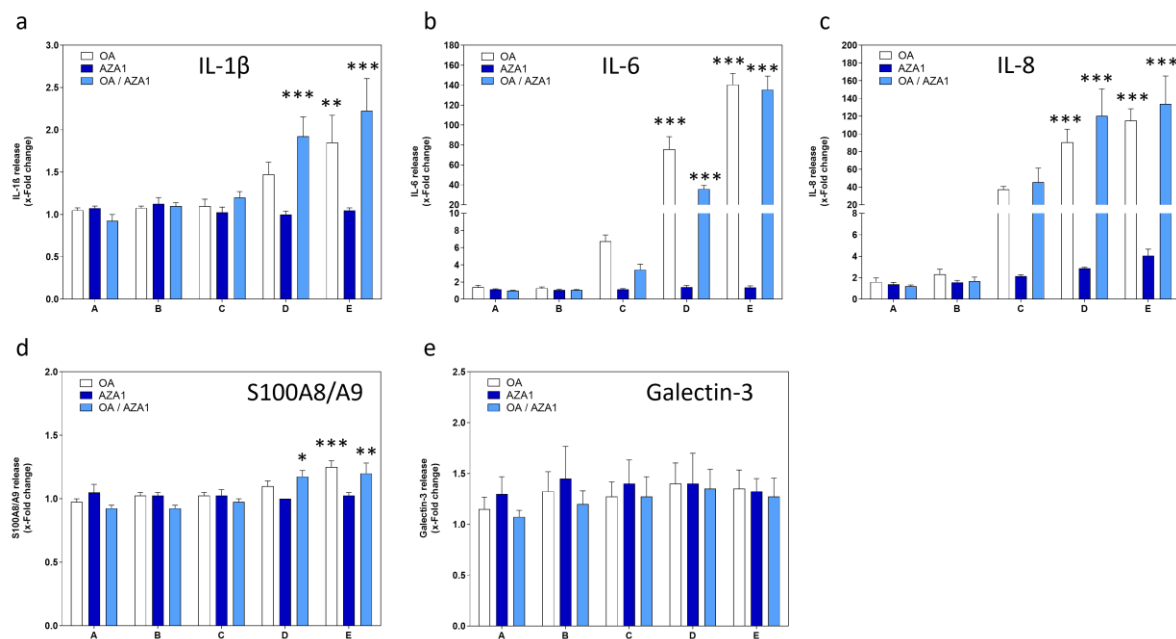 a
IL-1β
OA
AZA1
OA / AZA1
***
**
***
IL-1ß release
(x-Fold change)
3.0
2.5
2.0
1.5
1.0
0.5
0.0
A B C D E
b
IL-6
OA
AZA1
OA / AZA1
***
***
***
***
IL-6 release
(x-Fold change)
160
140
120
100
80
60
40
20
8
6
4
2
0
A B C D E
c
IL-8
OA
AZA1
OA / AZA1
***
***
***
***
IL-8 release
(x-Fold change)
200
180
160
140
120
100
80
60
40
20
8
6
4
2
0
A B C D E
d
S100A8/A9
OA
AZA1
OA / AZA1
*
***
**
S100A8/A9 release
(x-Fold change)
2.0
1.5
1.0
0.5
0.0
A B C D E
e
Galectin-3
OA
AZA1
OA / AZA1
Galectin-3 release
(x-Fold change)
2.5
2.0
1.5
1.0
0.5
0.0
A B C D E